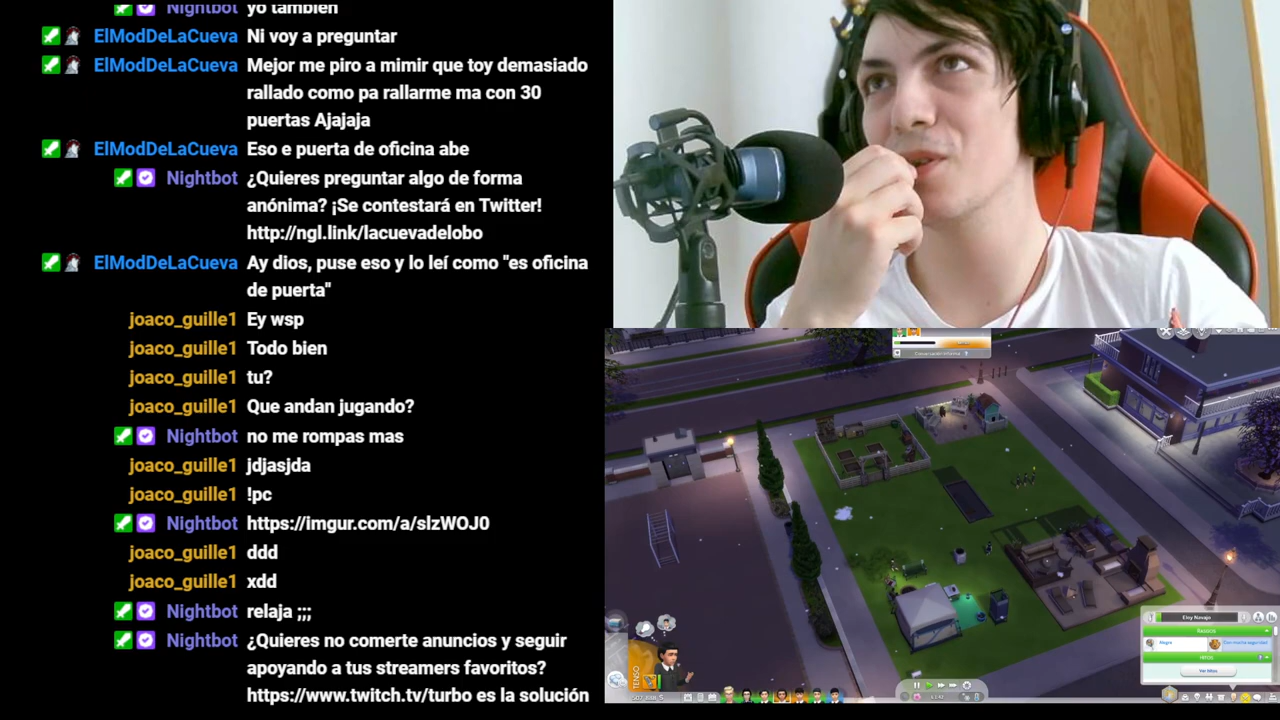 Nightbot yo también
ElModDeLaCueva Ni voy a preguntar
ElModDeLaCueva Mejor me piro a mimir que toy demasiado
rallado como pa rallarme ma con 30
puertas Ajajaja
ElModDeLaCueva Eso e puerta de oficina abe
Nightbot ¿Quieres preguntar algo de forma
anónima? ¡Se contestará en Twitter!
http://ngl.link/lacuevadelobo
ElModDeLaCueva Ay dios, puse eso y lo leí como "es oficina
de puerta"
joaco_guille1 Ey wsp
joaco_guille1 Todo bien
joaco_guille1 tu?
joaco_guille1 Que andan jugando?
Nightbot no me rompas mas
joaco_guille1 jdjasjda
joaco_guille1 !pc
Nightbot https://imgur.com/a/slzWOJ0
joaco_guille1 ddd
joaco_guille1 xdd
Nightbot relaja ;;;
Nightbot ¿Quieres no comerte anuncios y seguir
apoyando a tus streamers favoritos?
https://www.twitch.tv/turbo es la solución
TENSO
Eloy Navajo
Alegre